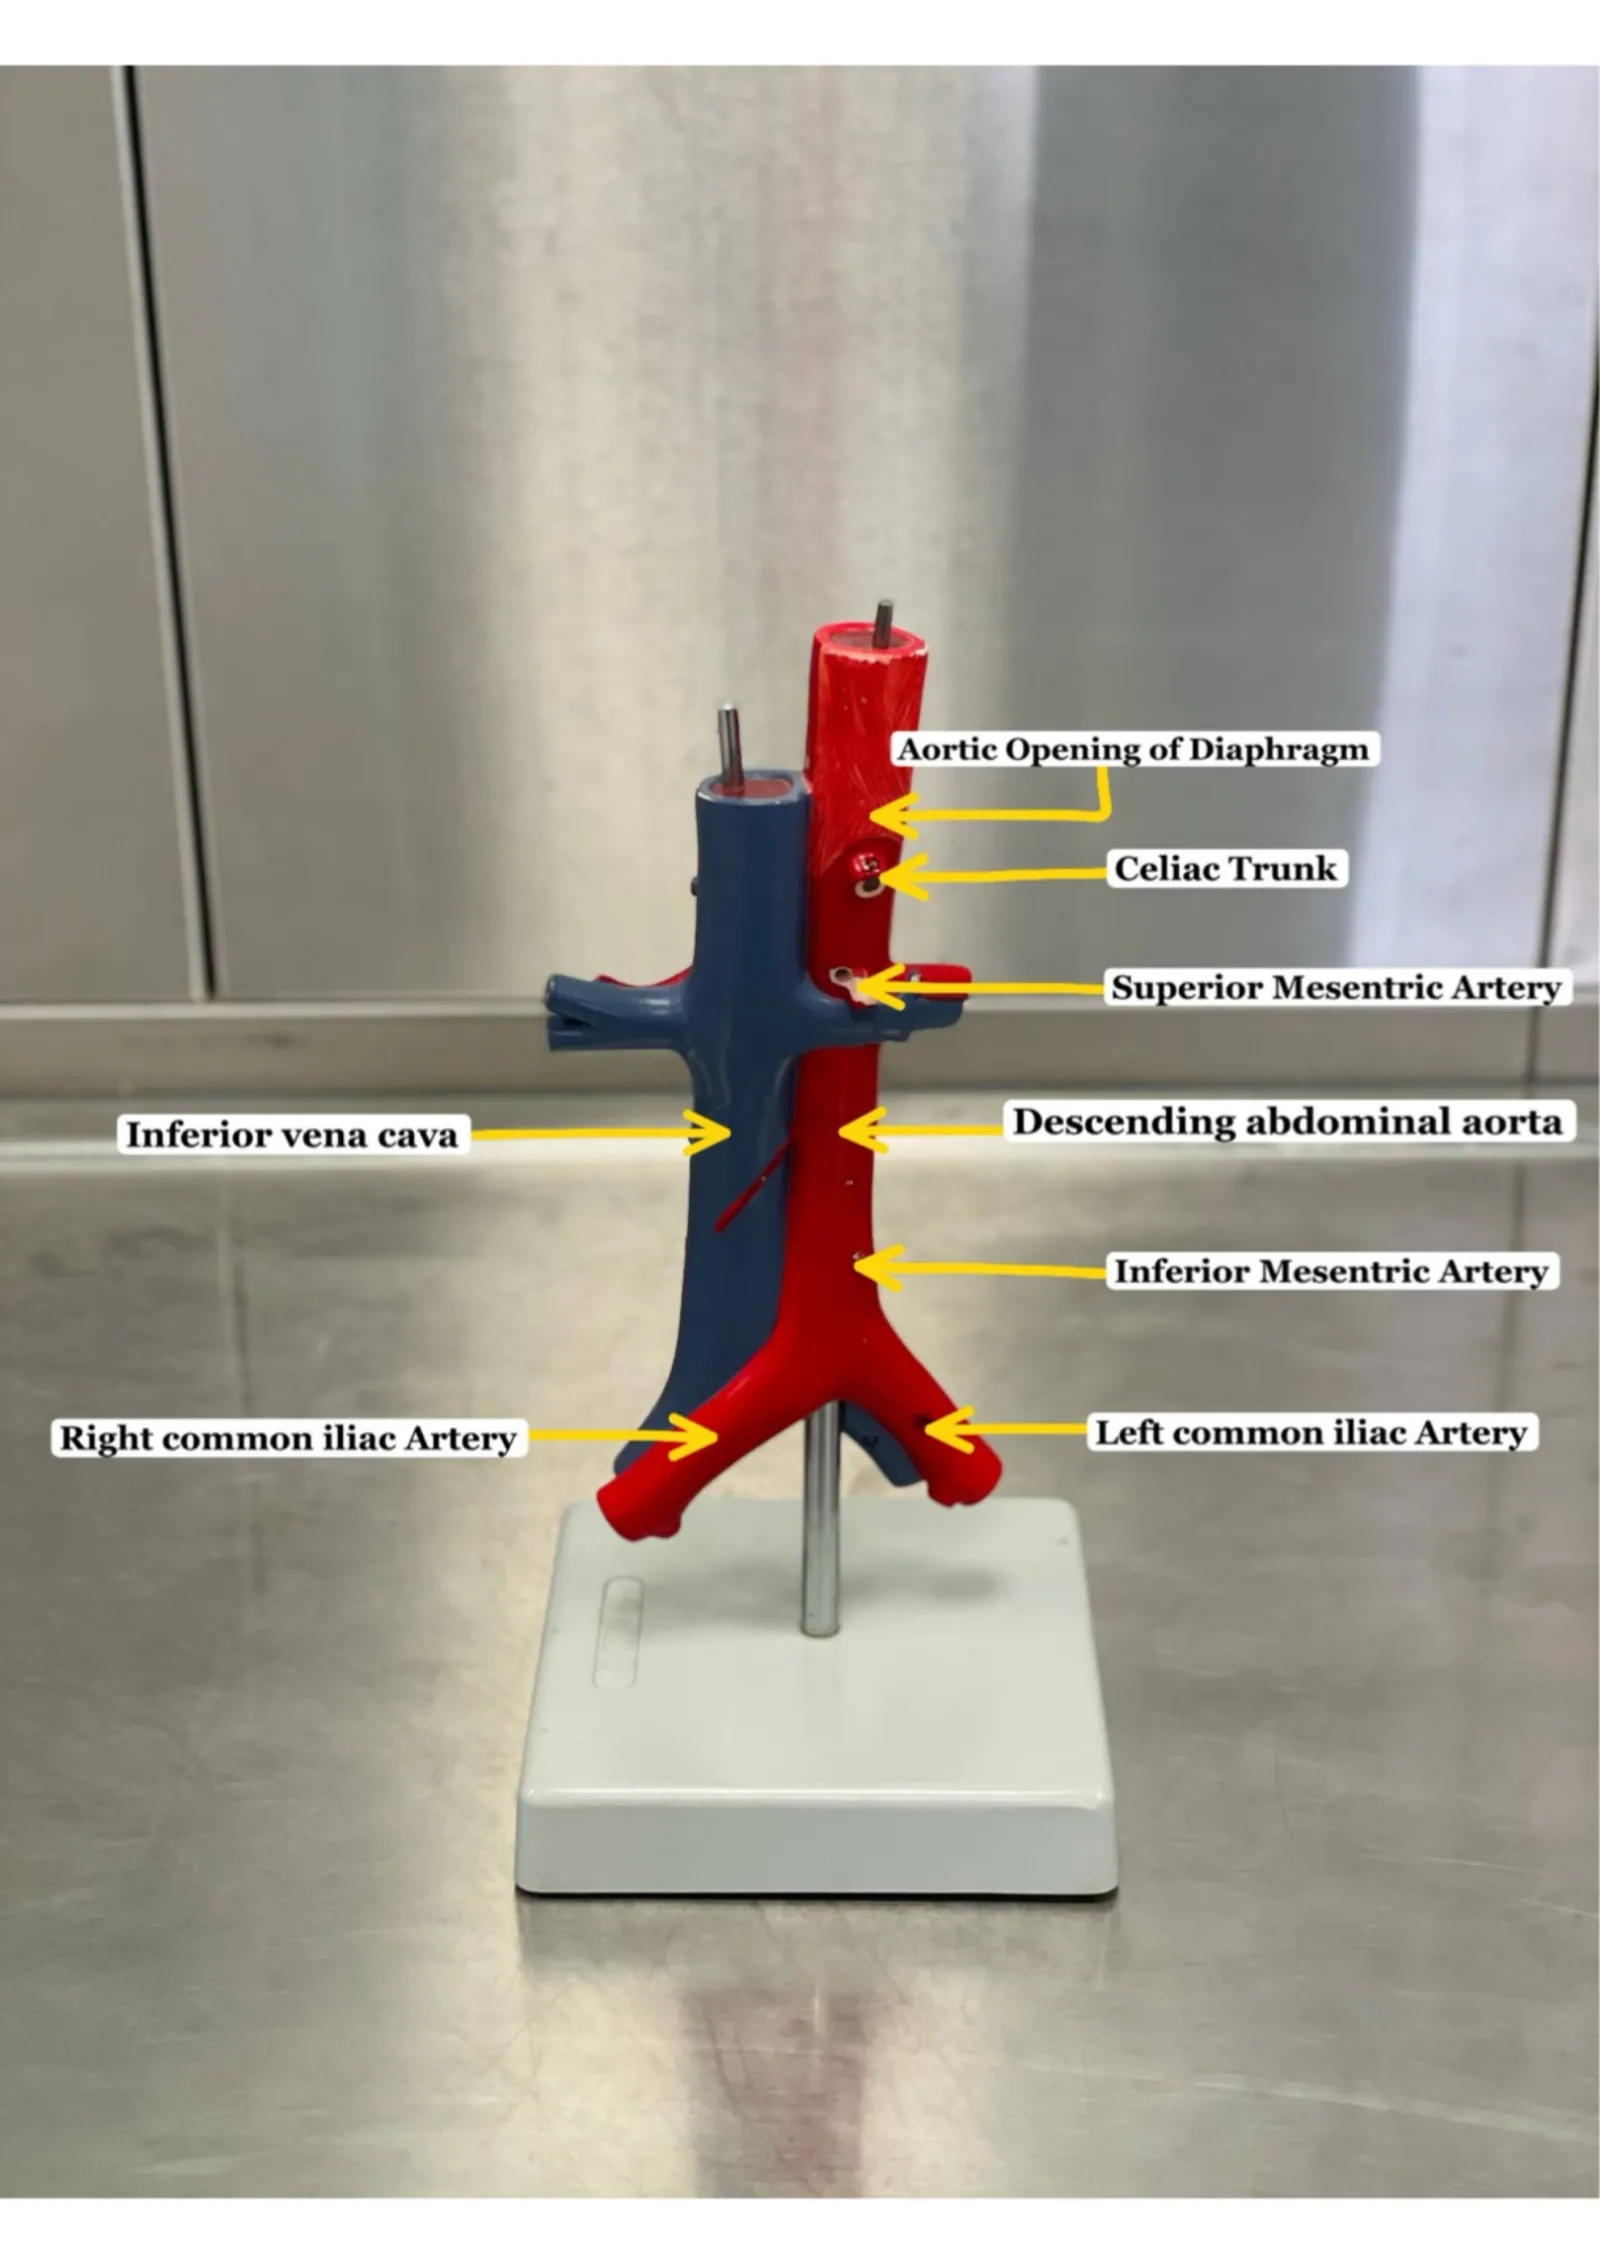 Aortic Opening of Diaphragm
Celiac Trunk
Superior Mesentric Artery
Inferior vena cava
Descending abdominal aorta
Inferior Mesentric Artery
Right common iliac Artery
Left common iliac Artery